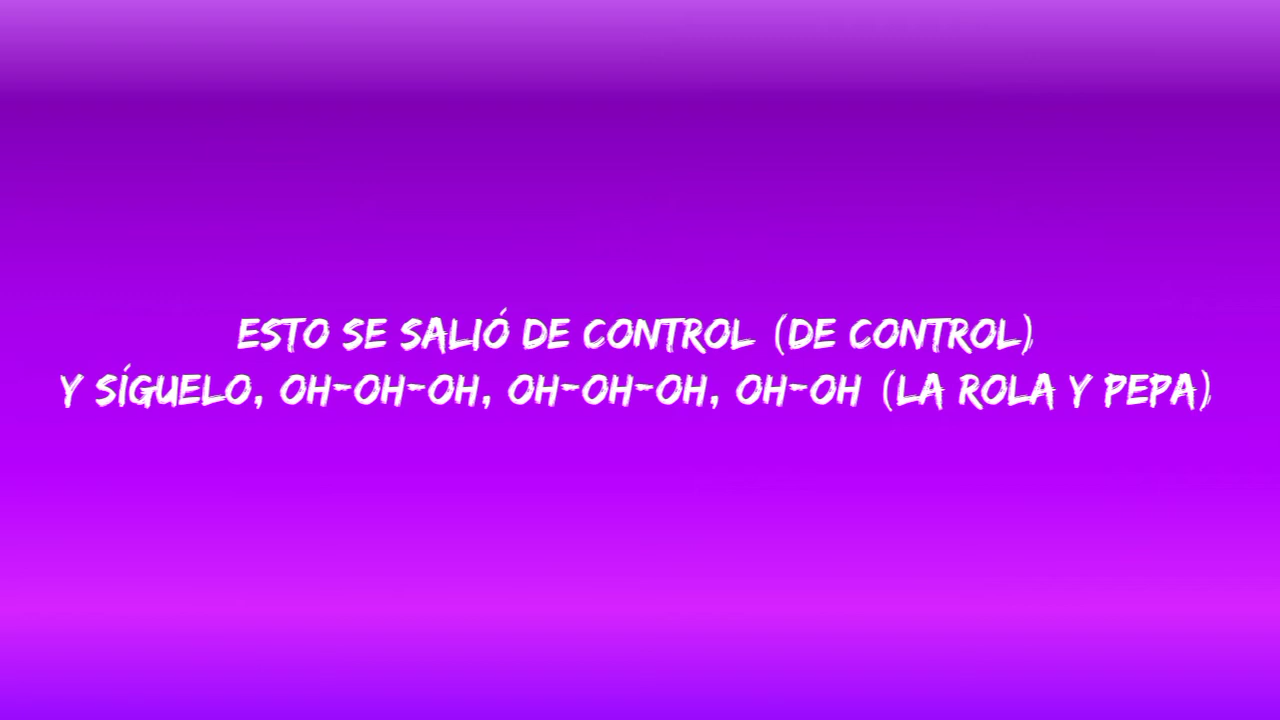 ESTO SE SALIÓ DE CONTROL (DE CONTROL)
Y SÍGUELO, OH-OH-OH, OH-OH-OH, OH-OH (LA ROLA Y PEPA)